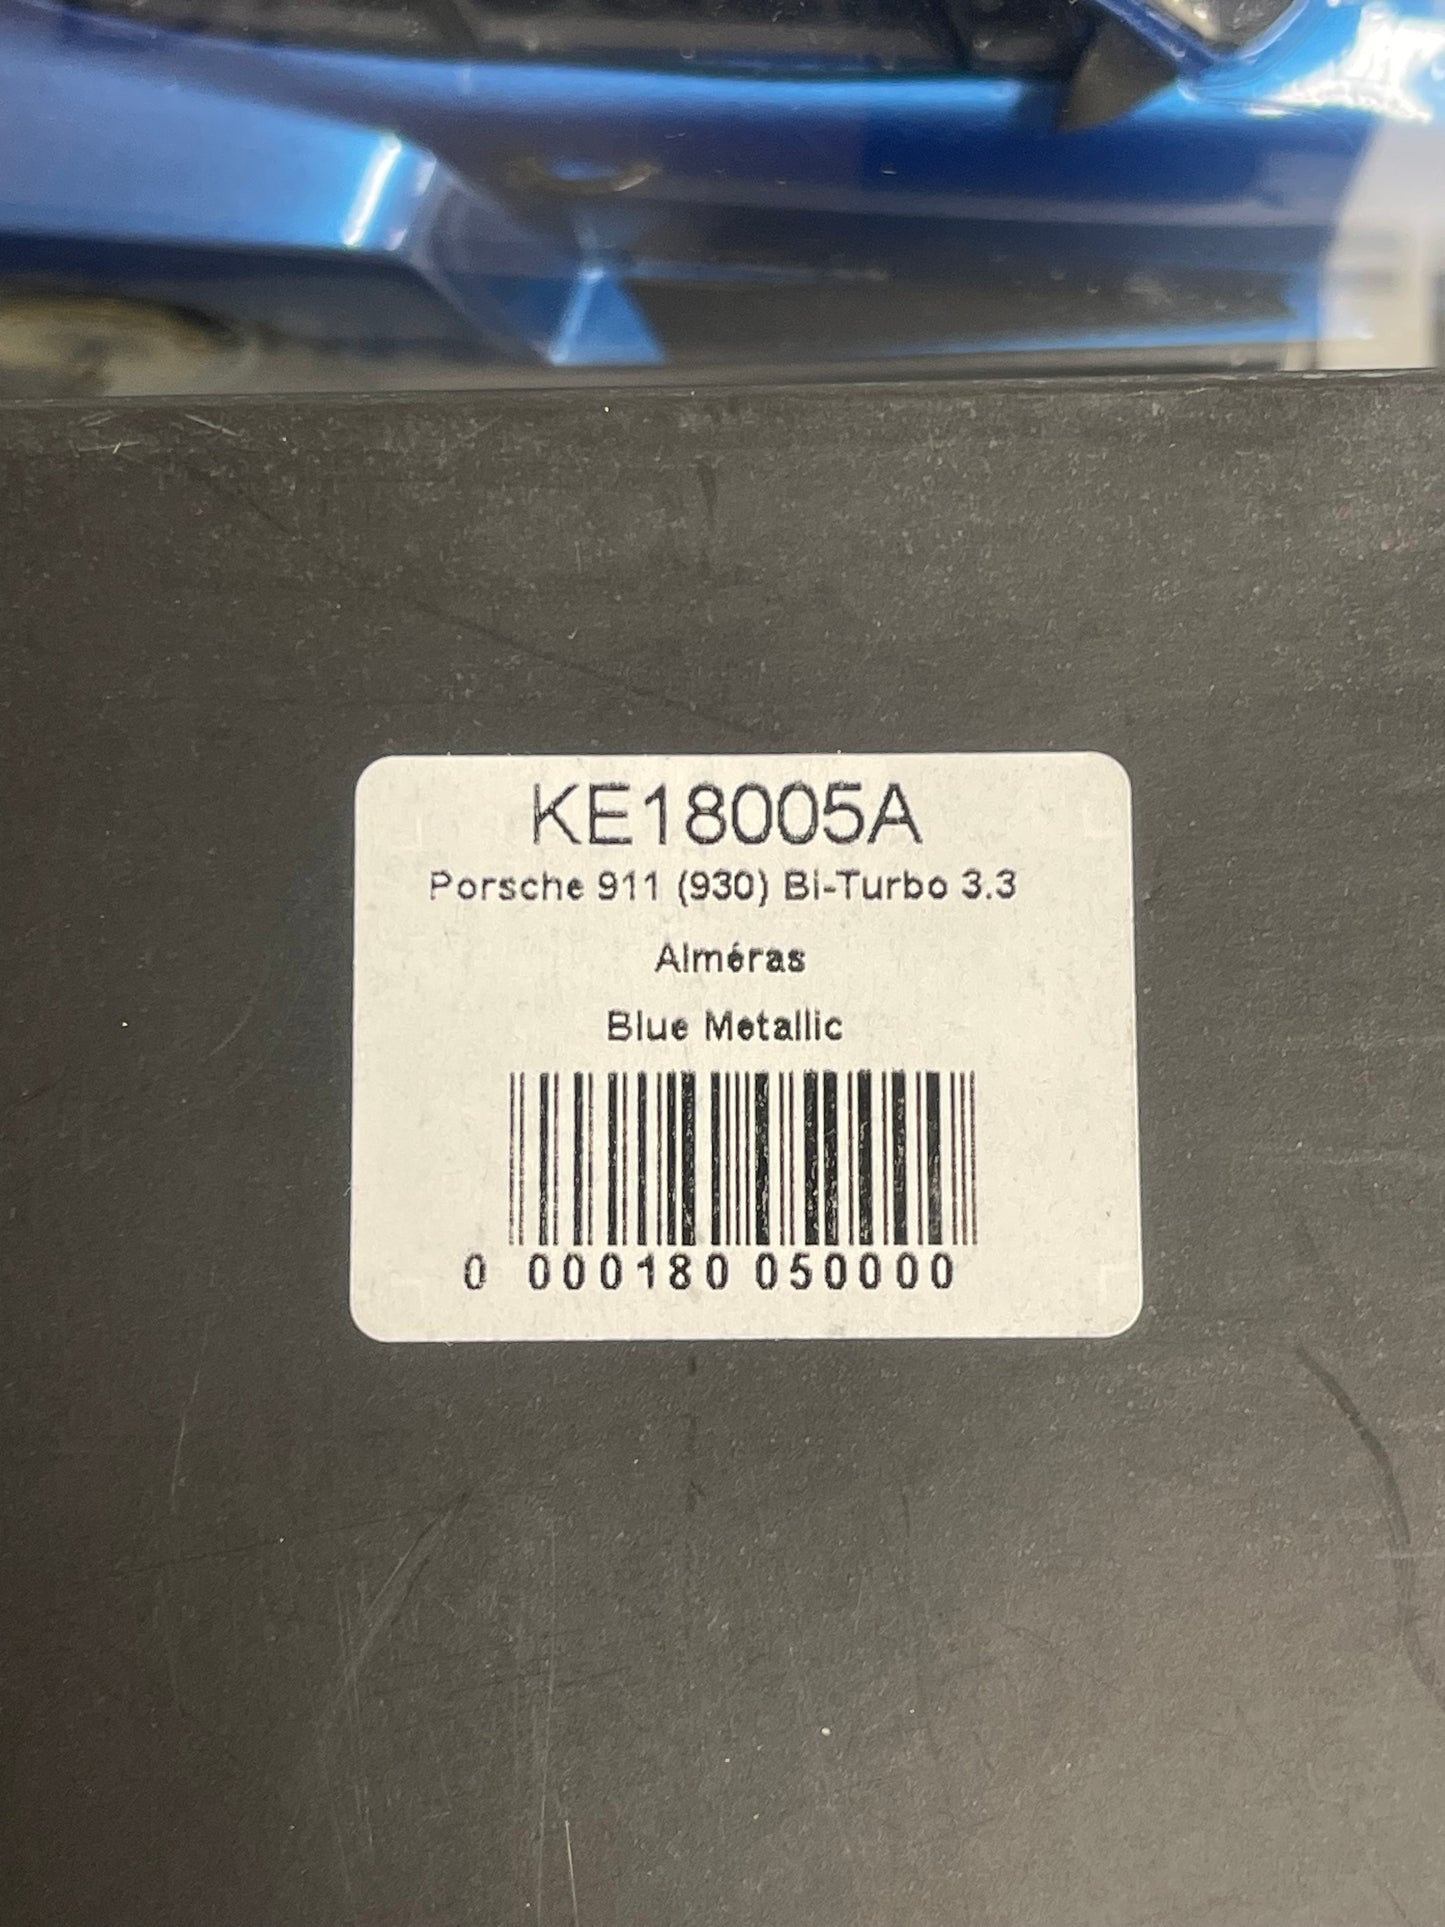 KE18005A
Porsche 911 (930) Bi-Turbo 3.3
Alméras
Blue Metallic
0 000180 050000